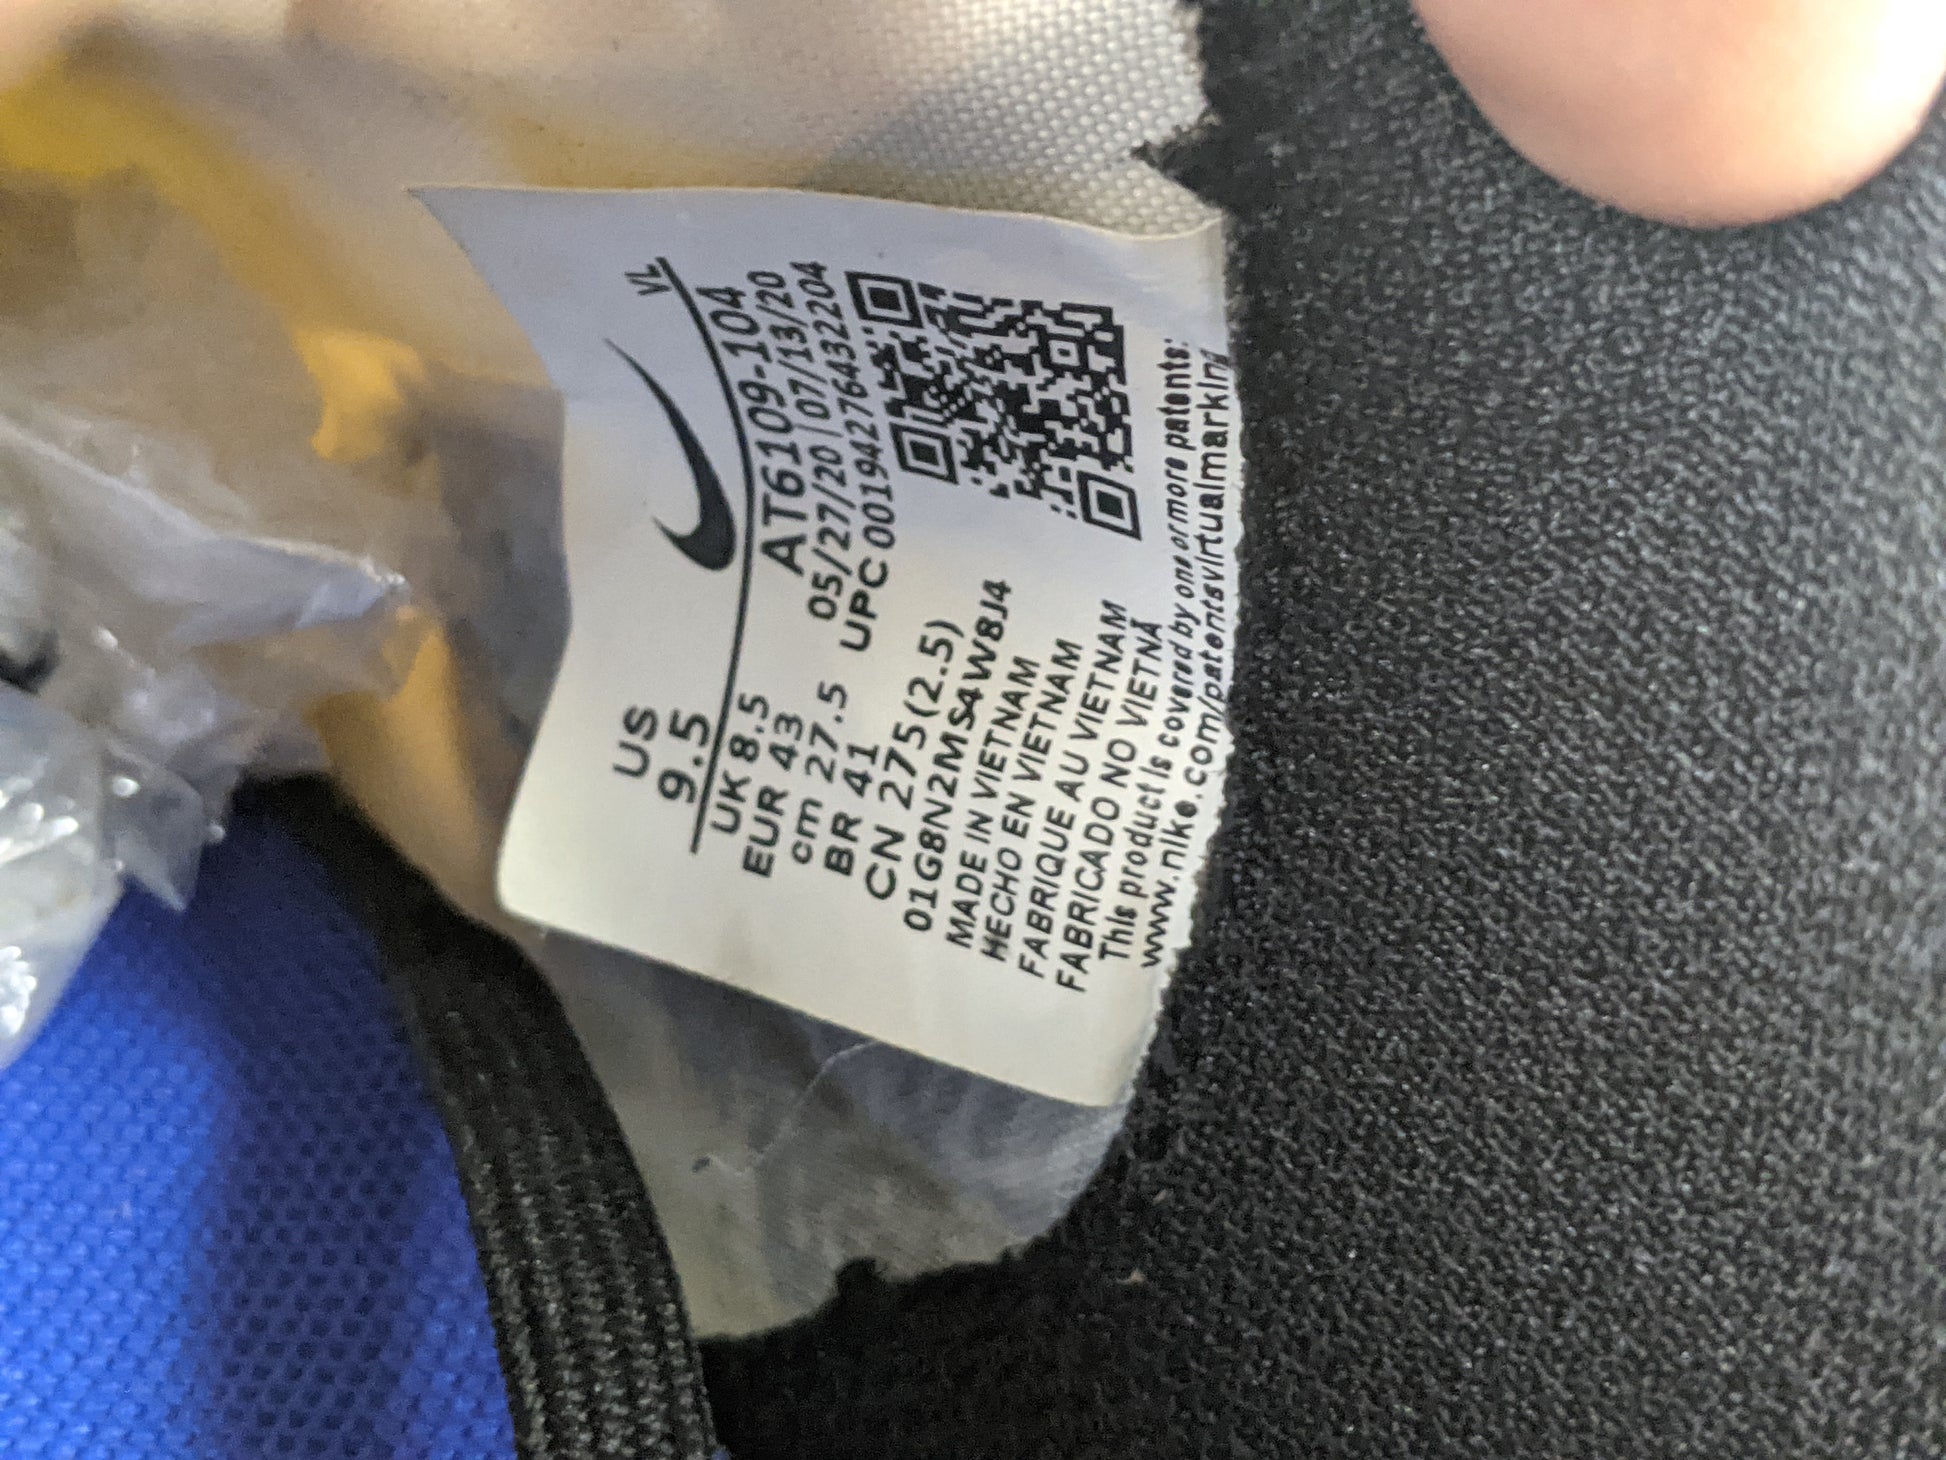 VL
US
9.5
UK 8.5
EUR 43
cm 27.5
BR 41
CN 275(2.5)
AT6109-104
05/27/20|07/13/20
UPC 00194276432204
01G8N2MS4W8J4
MADE IN VIETNAM
HECHO EN VIETNAM
FABRIQUE AU VIETNAM
FABRICADO NO VIETNÃ
This product is covered by one or more patents:
www.nike.com/patentsvirtualmarking